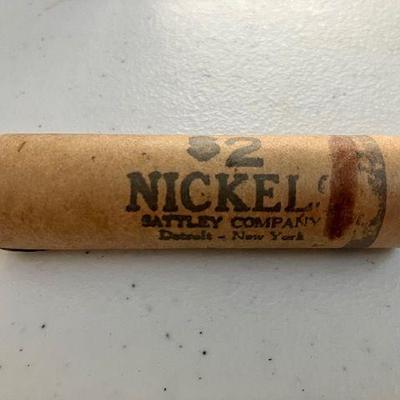 $2
NICKELS
SATTLEY COMPANY
Detroit - New York